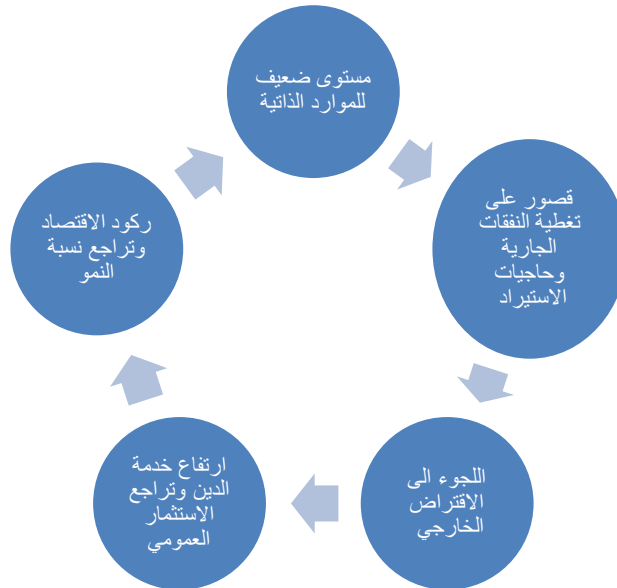 مستوى ضعيف
للموارد الذاتية
قصور على
تغطية النفقات
الجارية
وحاجيات
الاستيراد
اللجوء الى
الاقتراض
الخارجي
ارتفاع خدمة
الدين وتراجع
الاستثمار
العمومي
ركود الاقتصاد
وتراجع نسبة
النمو